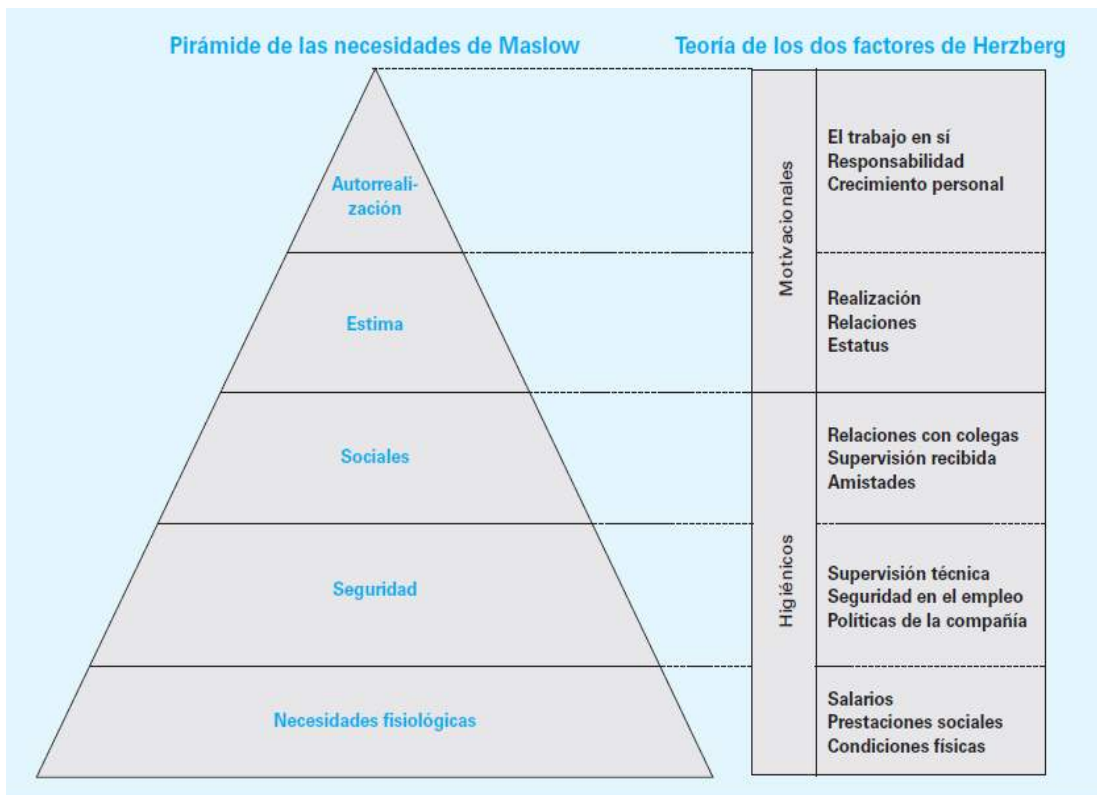 Pirámide de las necesidades de Maslow
Teoría de los dos factores de Herzberg
Autorreali-
zación
Estima
Sociales
Seguridad
Necesidades fisiológicas
Motivacionales
El trabajo en sí
Responsabilidad
Crecimiento personal
Realización
Relaciones
Estatus
Higiénicos
Relaciones con colegas
Supervisión recibida
Amistades
Supervisión técnica
Seguridad en el empleo
Políticas de la compañía
Salarios
Prestaciones sociales
Condiciones físicas